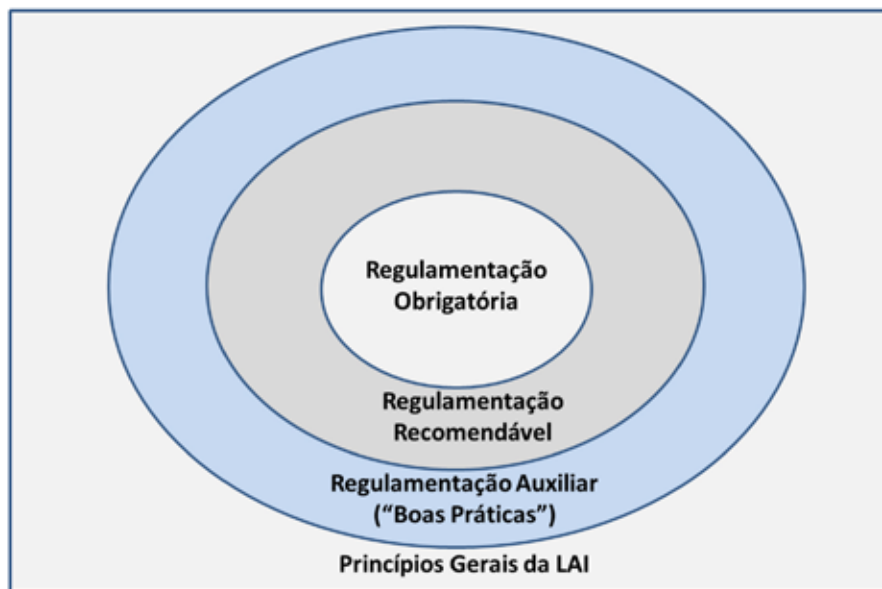 Regulamentação
Obrigatória
Regulamentação
Recomendável
Regulamentação Auxiliar
(“Boas Práticas”)
Princípios Gerais da LAI